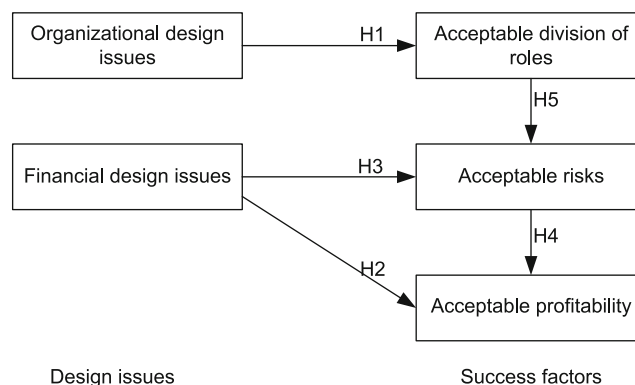 Organizational design
issues
H1
Acceptable division of
roles
H5
Financial design issues
H3
Acceptable risks
H4
H2
Acceptable profitability
Design issues
Success factors